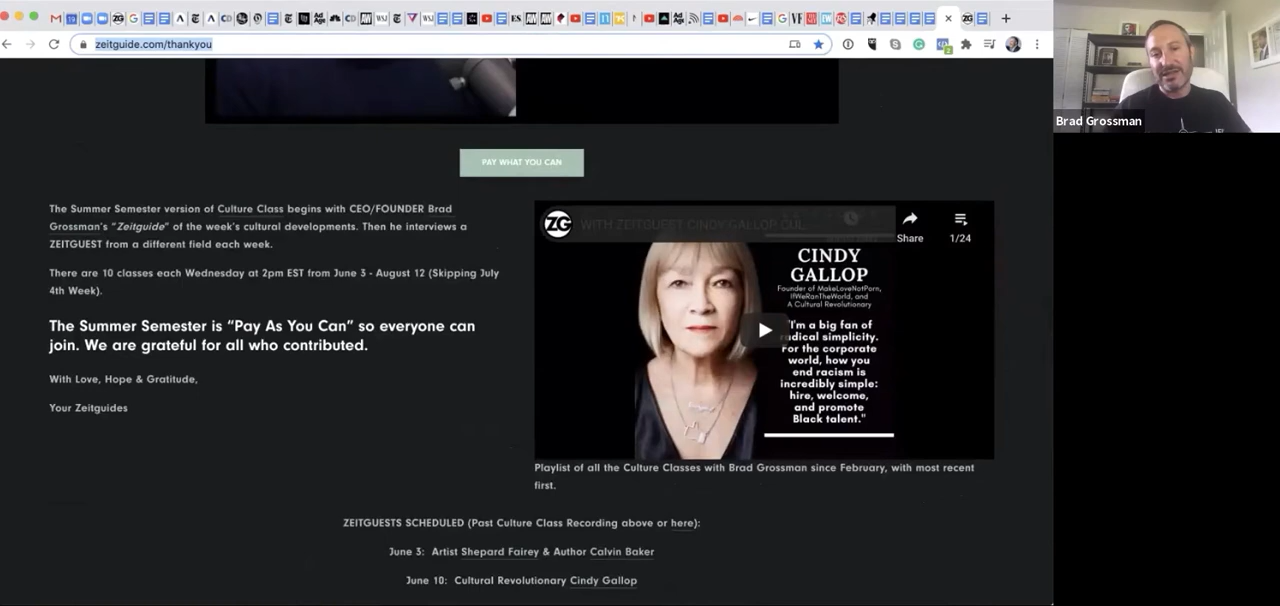 zeitguide.com/thankyou
Brad Grossman
PAY WHAT YOU CAN
The Summer Semester version of Culture Class begins with CEO/FOUNDER Brad
Grossman's "Zeitguide" of the week's cultural developments. Then he interviews a
ZEITGUEST from a different field each week.
There are 10 classes each Wednesday at 2pm EST from June 3 - August 12 (Skipping July
4th Week).
The Summer Semester is "Pay As You Can" so everyone can
join. We are grateful for all who contributed.
With Love, Hope & Gratitude,
Your Zeitguides
ZG
WITH ZEITGUEST CINDY GALLOP CUL
Share
1/24
CINDY
GALLOP
Founder of MakeLoveNotPorn,
IfWeRanTheWorld, and
A Cultural Revolutionary
"I'm a big fan of
radical simplicity.
For the corporate
world, how you
end racism is
incredibly simple:
hire, welcome,
and promote
Black talent."
Playlist of all the Culture Classes with Brad Grossman since February, with most recent
first.
ZEITGUESTS SCHEDULED (Past Culture Class Recording above or here):
June 3: Artist Shepard Fairey & Author Calvin Baker
June 10: Cultural Revolutionary Cindy Gallop